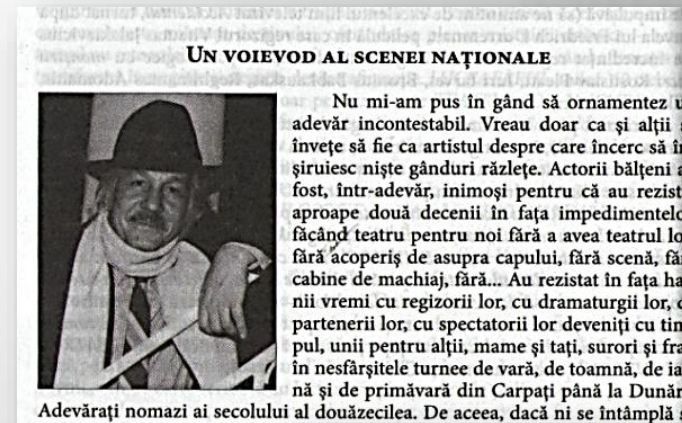 UN VOIEVOD AL SCENEI NAȚIONALE
Nu mi-am pus în gând să ornamentez
adevăr incontestabil. Vreau doar ca și alții
învețe să fie ca artistul despre care încerc să
șiruiesc niște gânduri răzlețe. Actorii bălțeni
fost, într-adevăr, inimoși pentru că au rezist
aproape două decenii în fața impedimentelo
făcând teatru pentru noi fără a avea teatrul lo
fără acoperiș de asupra capului, fără scenă, fă
cabine de machiaj, fără... Au rezistat în fața ha
nii vremi cu regizorii lor, cu dramaturgii lor,
partenerii lor, cu spectatorii lor deveniți cu tim
pul, unii pentru alții, mame și tați, surori și fra
în nesfârșitele turnee de vară, de toamnă, de ia
nă și de primăvară din Carpați până la Dunăr
Adevărați nomazi ai secolului al douăzecilea. De aceea, dacă ni se întâmplă